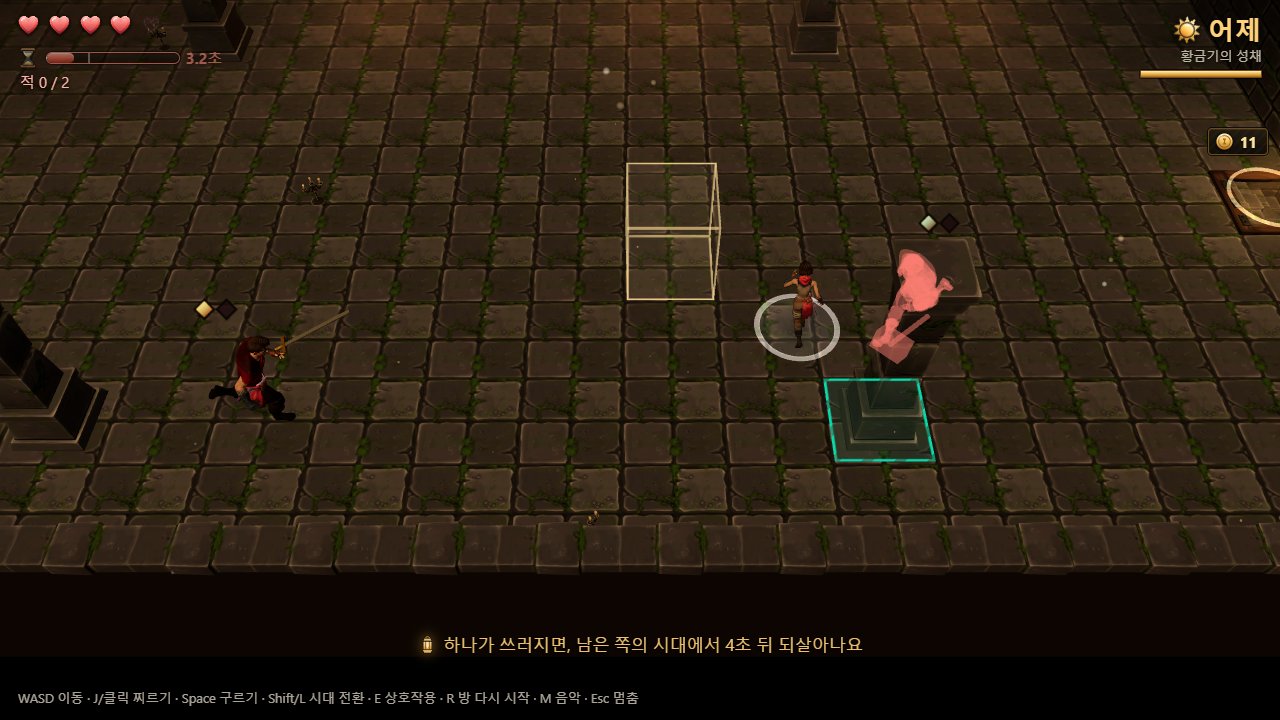 3.2초
적 0 / 2
어제
황금기의 성채
11
하나가 쓰러지면, 남은 쪽의 시대에서 4초 뒤 되살아나요
WASD 이동 · J/클릭 찌르기 · Space 구르기 · Shift/L 시대 전환 · E 상호작용 · R 방 다시 시작 · M 음악 · Esc 멈춤